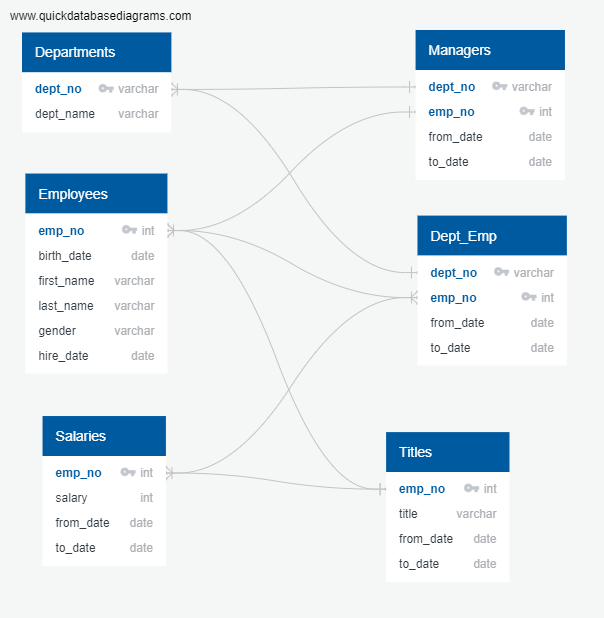 www.quickdatabasediagrams.com
Departments
dept_no varchar
dept_name varchar
Managers
dept_no varchar
emp_no int
from_date date
to_date date
Employees
emp_no int
birth_date date
first_name varchar
last_name varchar
gender varchar
hire_date date
Dept_Emp
dept_no varchar
emp_no int
from_date date
to_date date
Salaries
emp_no int
salary int
from_date date
to_date date
Titles
emp_no int
title varchar
from_date date
to_date date